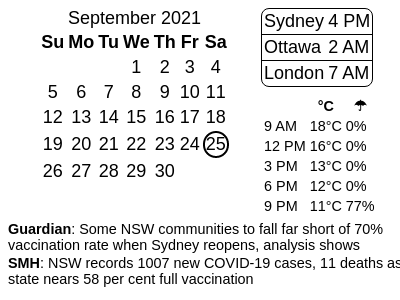 September 2021
Su Mo Tu We Th Fr Sa
1 2 3 4
5 6 7 8 9 10 11
12 13 14 15 16 17 18
19 20 21 22 23 24 25
26 27 28 29 30
Sydney 4 PM
Ottawa 2 AM
London 7 AM
°C ☂
9 AM 18°C 0%
12 PM 16°C 0%
3 PM 13°C 0%
6 PM 12°C 0%
9 PM 11°C 77%
Guardian: Some NSW communities to fall far short of 70%
vaccination rate when Sydney reopens, analysis shows
SMH: NSW records 1007 new COVID-19 cases, 11 deaths as
state nears 58 per cent full vaccination